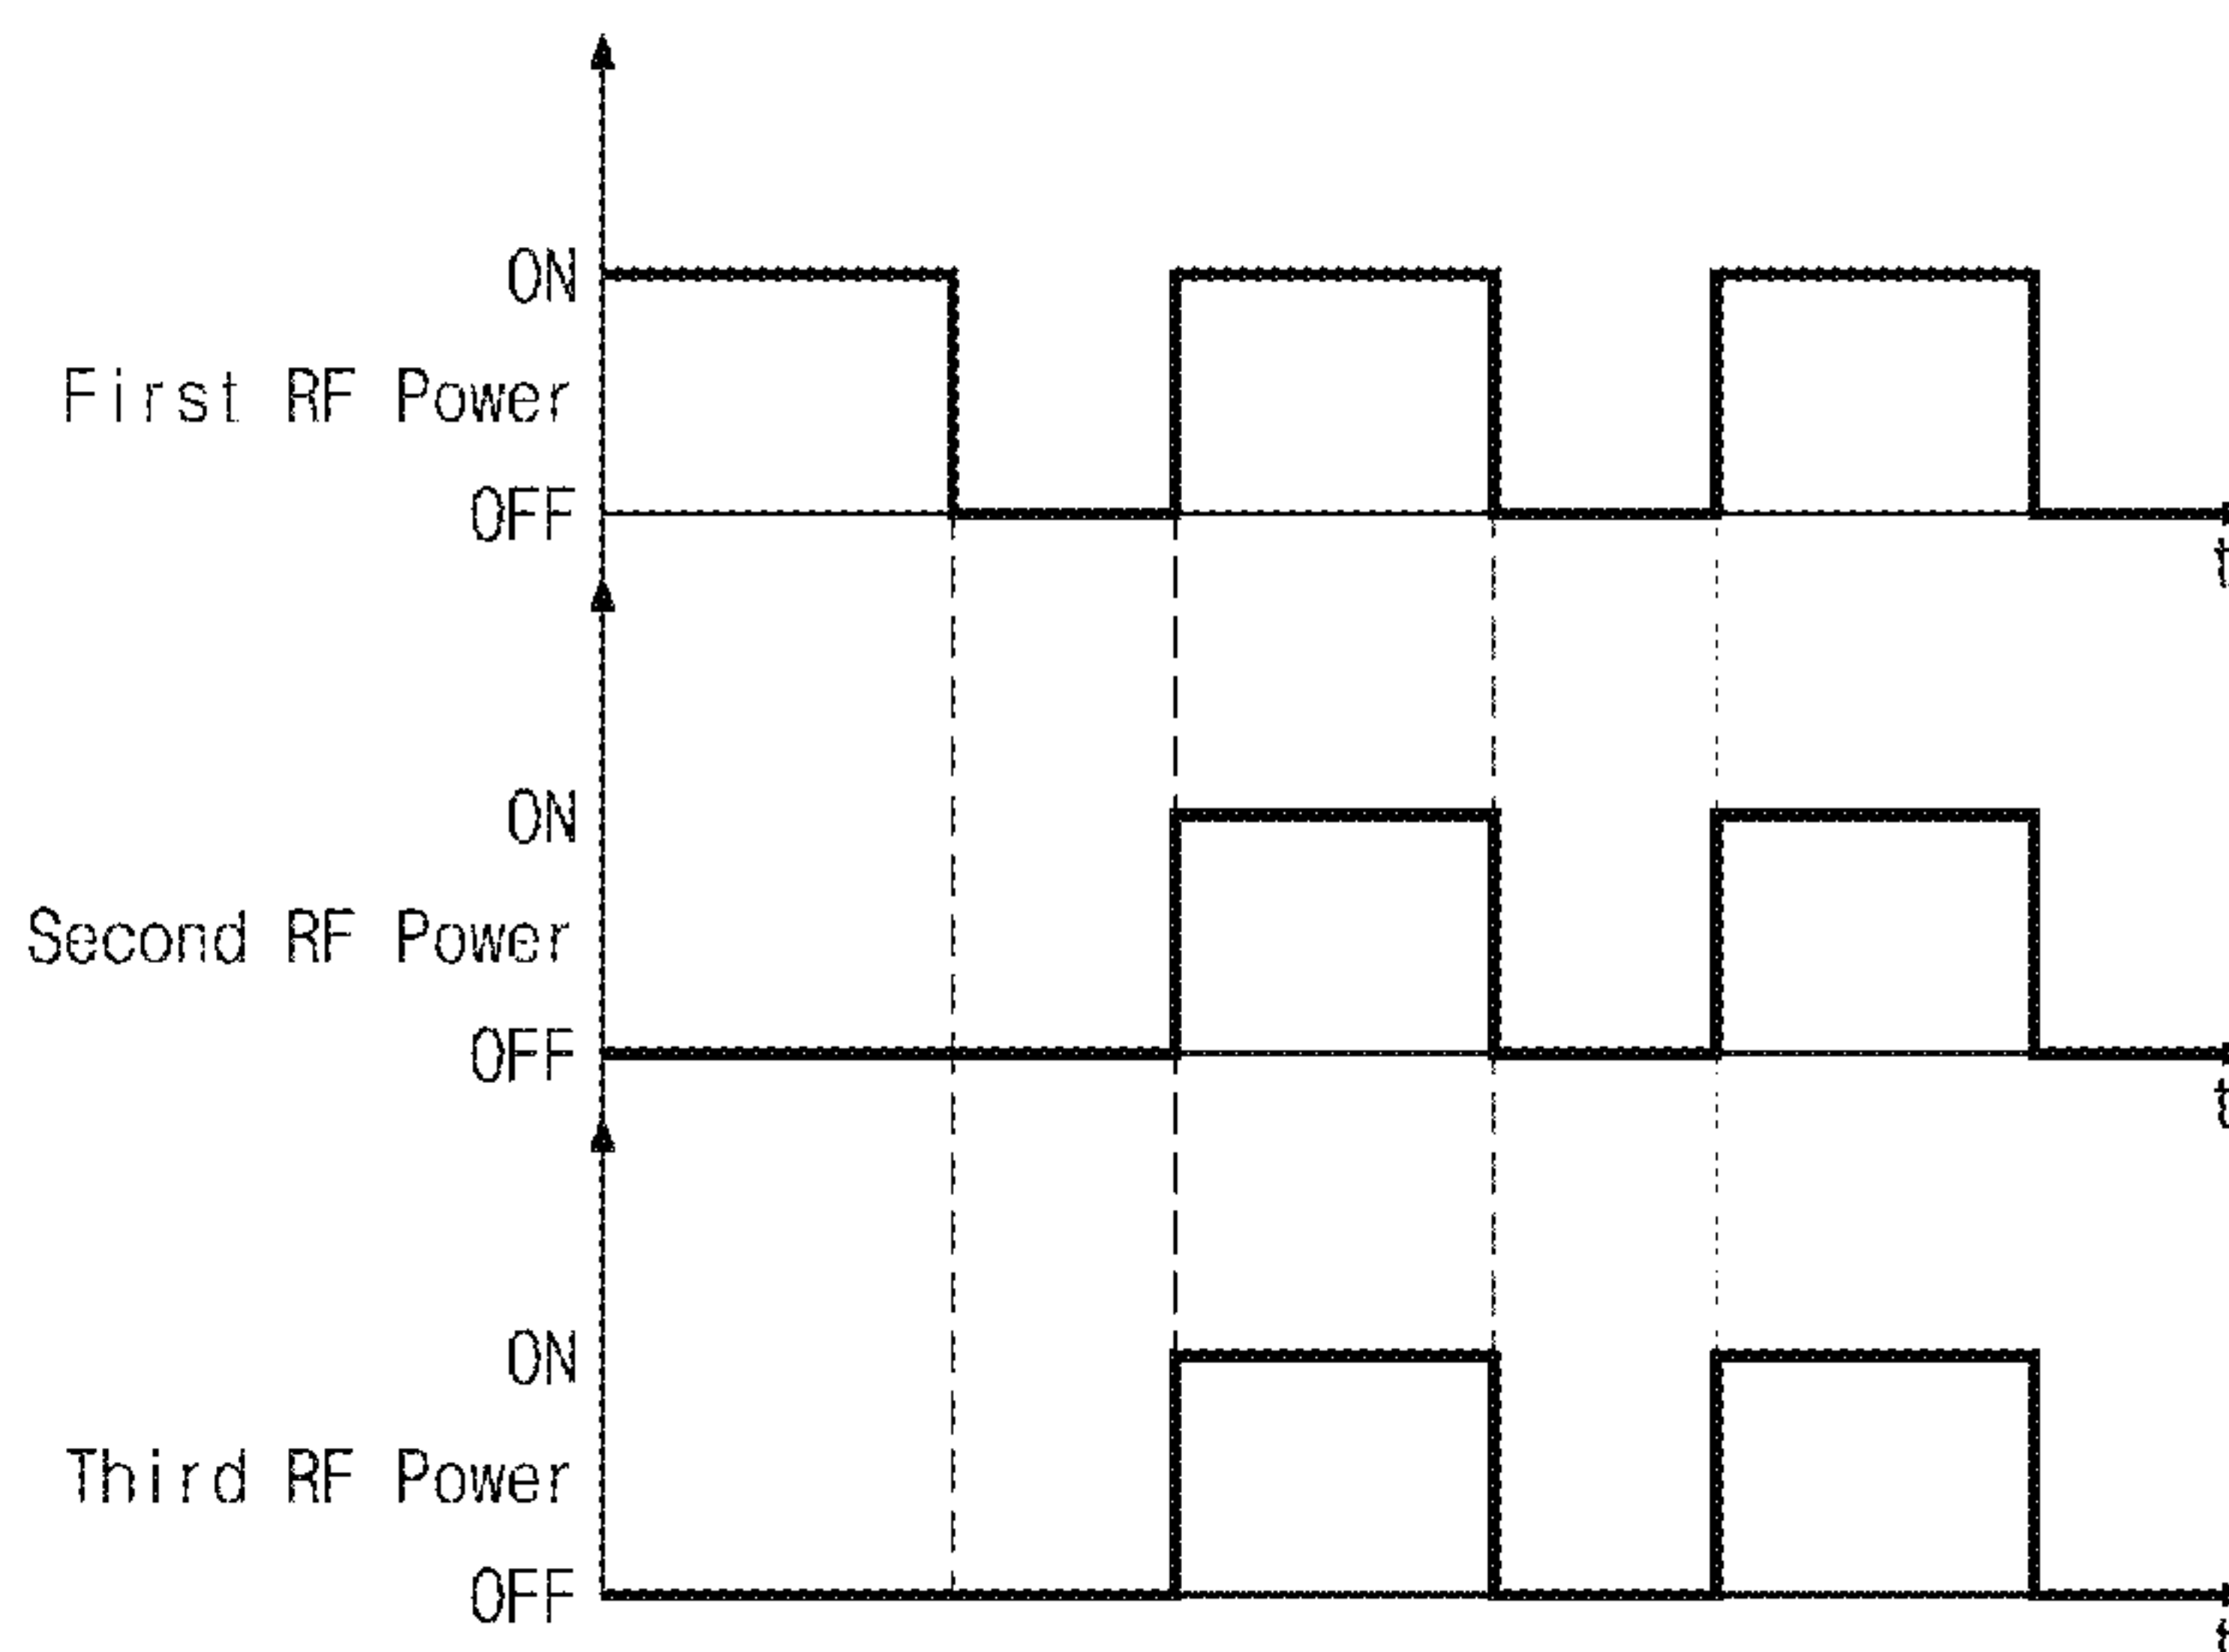 ON
First RF Power
OFF
t
ON
Second RF Power
OFF
t
ON
Third RF Power
OFF